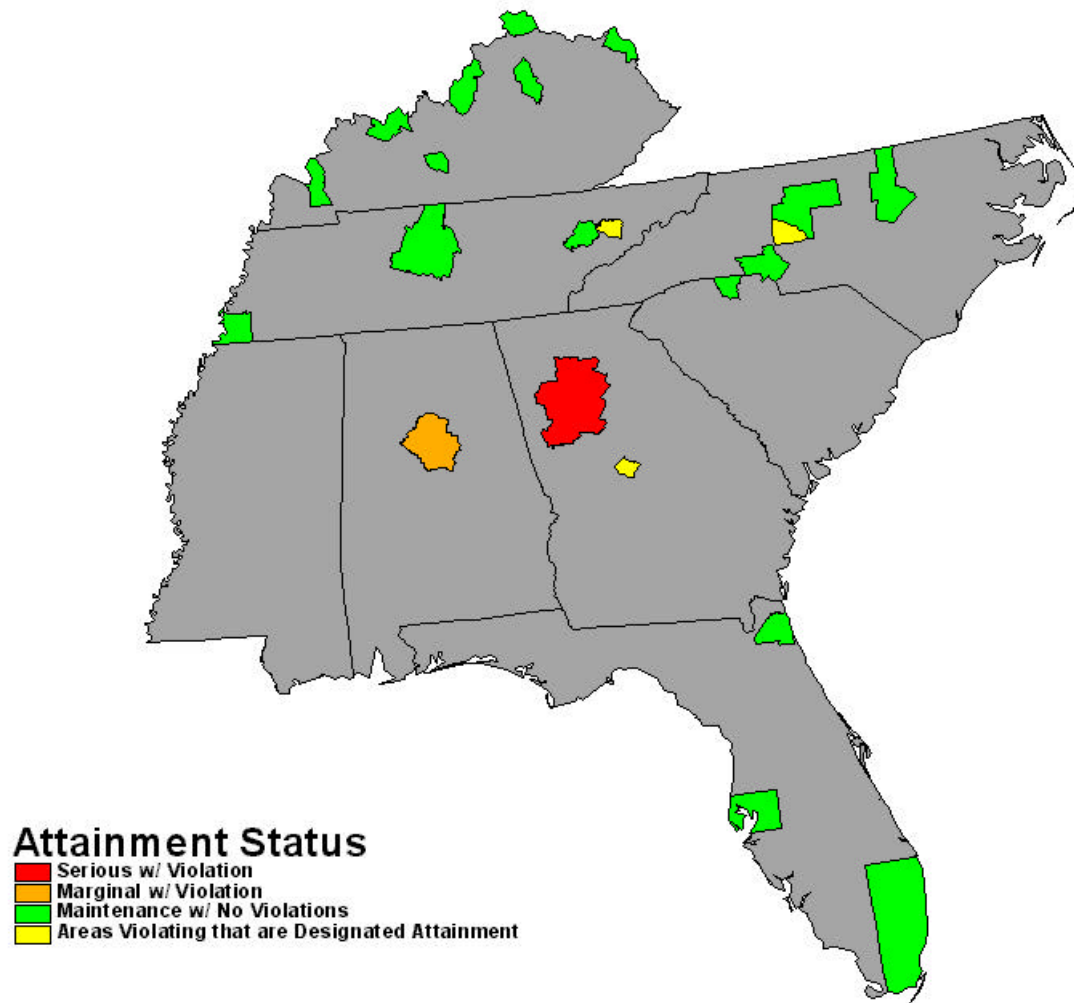 Attainment Status
Serious w/ Violation
Marginal w/ Violation
Maintenance w/ No Violations
Areas Violating that are Designated Attainment